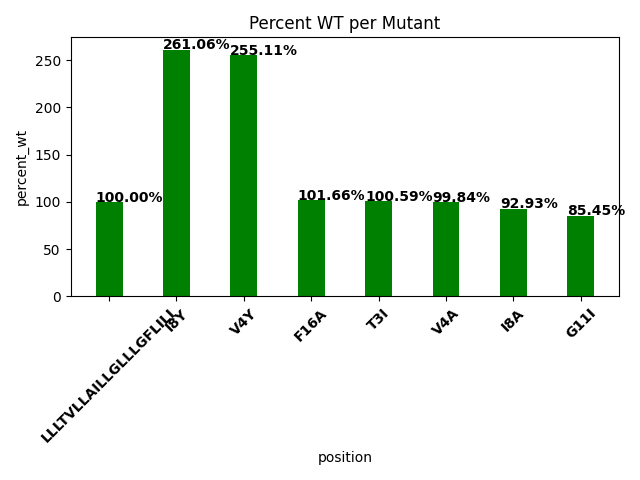 Percent WT per Mutant
261.06%
255.11%
100.00%
101.66%
100.59%
99.84%
92.93%
85.45%
250
200
150
100
50
0
percent_wt
LLLTVLLAILLGLLLGFLILL
I8Y
V4Y
F16A
T3I
V4A
I8A
G11I
position